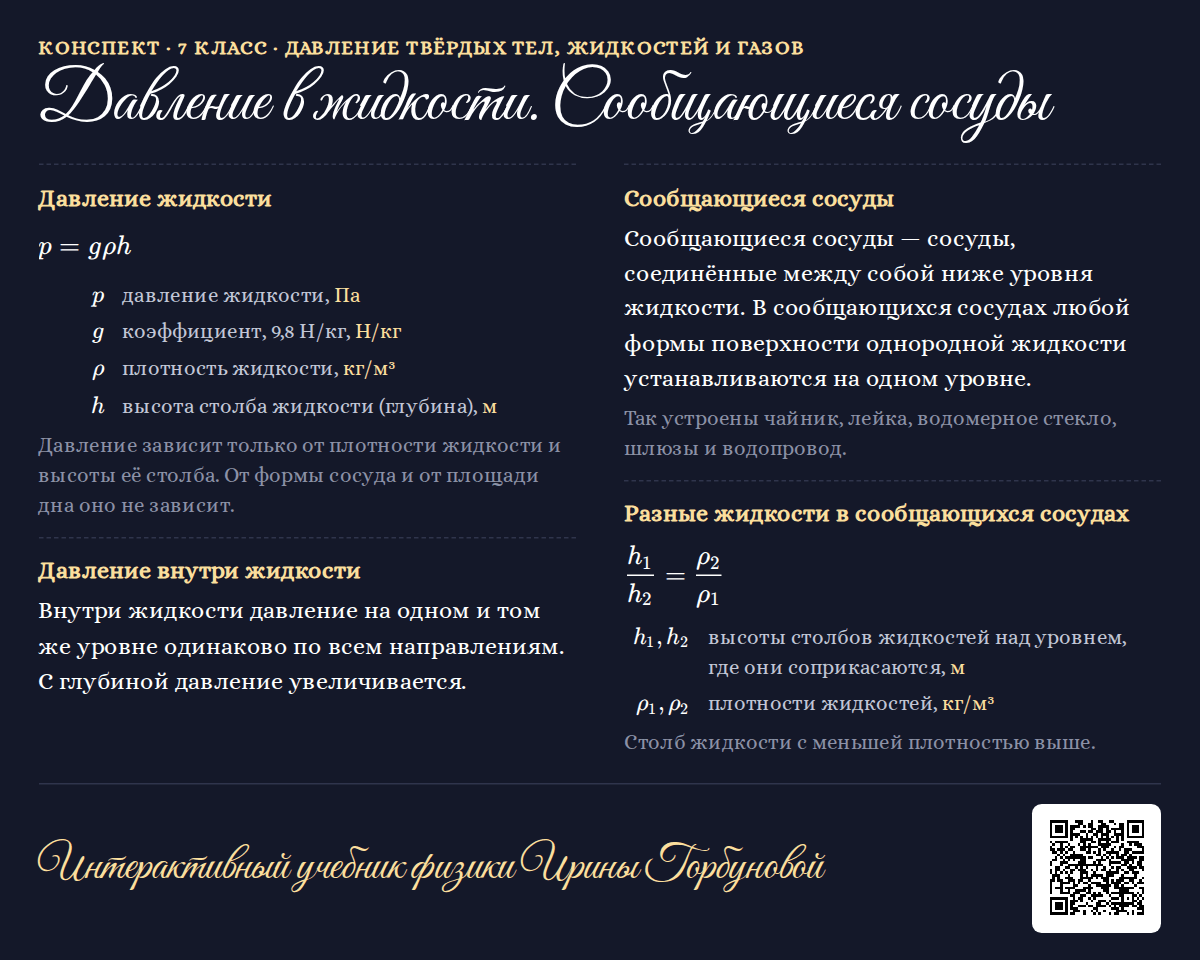 КОНСПЕКТ · 7 КЛАСС · ДАВЛЕНИЕ ТВЁРДЫХ ТЕЛ, ЖИДКОСТЕЙ И ГАЗОВ
Давление в жидкости. Сообщающиеся сосуды
Давление жидкости
p = gρh
p давление жидкости, Па
g коэффициент, 9,8 Н/кг, Н/кг
ρ плотность жидкости, кг/м³
h высота столба жидкости (глубина), м
Давление зависит только от плотности жидкости и
высоты её столба. От формы сосуда и от площади
дна оно не зависит.
Давление внутри жидкости
Внутри жидкости давление на одном и том
же уровне одинаково по всем направлениям.
С глубиной давление увеличивается.
Сообщающиеся сосуды
Сообщающиеся сосуды — сосуды,
соединённые между собой ниже уровня
жидкости. В сообщающихся сосудах любой
формы поверхности однородной жидкости
устанавливаются на одном уровне.
Так устроены чайник, лейка, водомерное стекло,
шлюзы и водопровод.
Разные жидкости в сообщающихся сосудах
h₁/h₂ = ρ₂/ρ₁
h₁, h₂ высоты столбов жидкостей над уровнем,
где они соприкасаются, м
ρ₁, ρ₂ плотности жидкостей, кг/м³
Столб жидкости с меньшей плотностью выше.
Интерактивный учебник физики Ирины Горбуновой